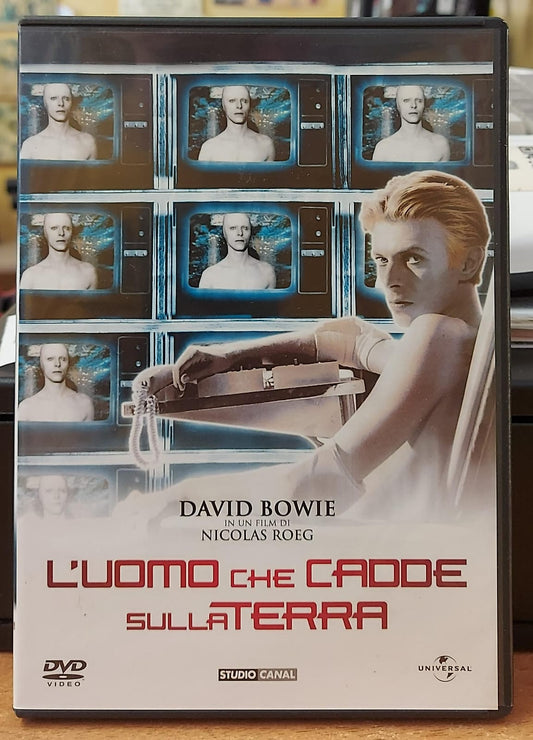 DAVID BOWIE
IN UN FILM DI
NICOLAS ROEG
L'UOMO CHE CADDE
SULLA TERRA
DVD
VIDEO
STUDIO CANAL
UNIVERSAL